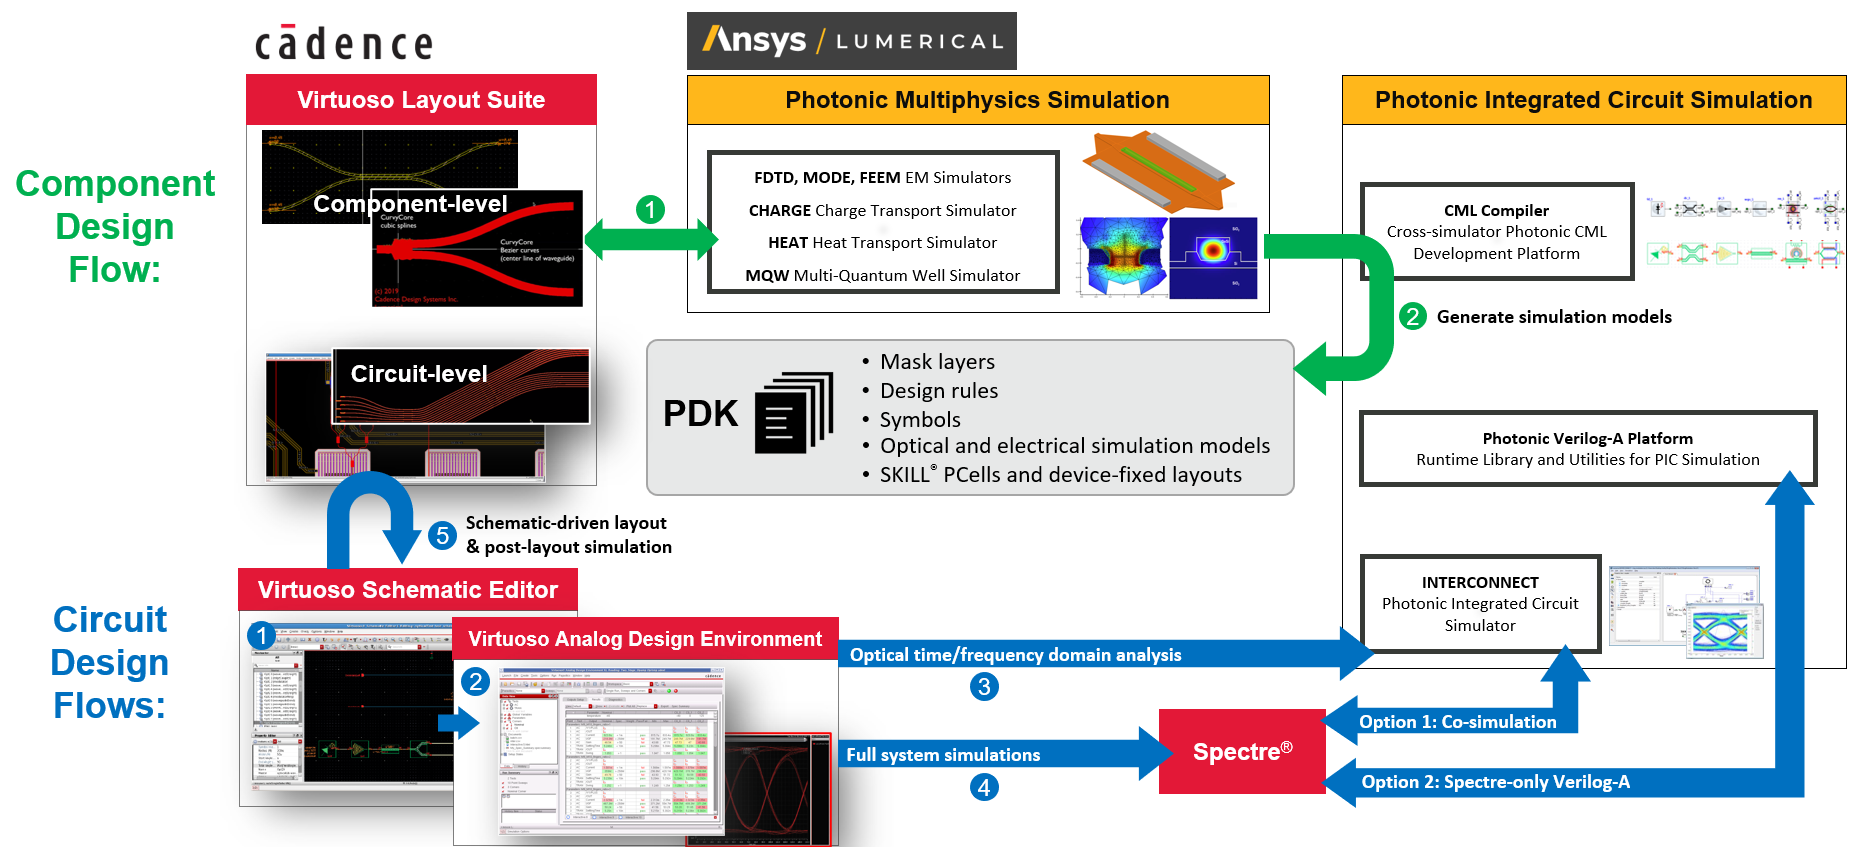 cādence
Ansys / LUMERICAL
Virtuoso Layout Suite
Photonic Multiphysics Simulation
Photonic Integrated Circuit Simulation
Component
Design
Flow:
Component-level
CurvyCore
cubic splines
CurvyCore
Bezier curves
(center line of waveguide)
(c) 2019
Cadence Design Systems Inc.
Circuit-level
1
FDTD, MODE, FEEM EM Simulators
CHARGE Charge Transport Simulator
HEAT Heat Transport Simulator
MQW Multi-Quantum Well Simulator
CML Compiler
Cross-simulator Photonic CML
Development Platform
2 Generate simulation models
PDK
• Mask layers
• Design rules
• Symbols
• Optical and electrical simulation models
• SKILL® PCells and device-fixed layouts
Photonic Verilog-A Platform
Runtime Library and Utilities for PIC Simulation
5 Schematic-driven layout
& post-layout simulation
Circuit
Design
Flows:
Virtuoso Schematic Editor
1
Virtuoso Analog Design Environment
2
cādence
INTERCONNECT
Photonic Integrated Circuit
Simulator
Optical time/frequency domain analysis
3
Full system simulations
4
Spectre®
Option 1: Co-simulation
Option 2: Spectre-only Verilog-A